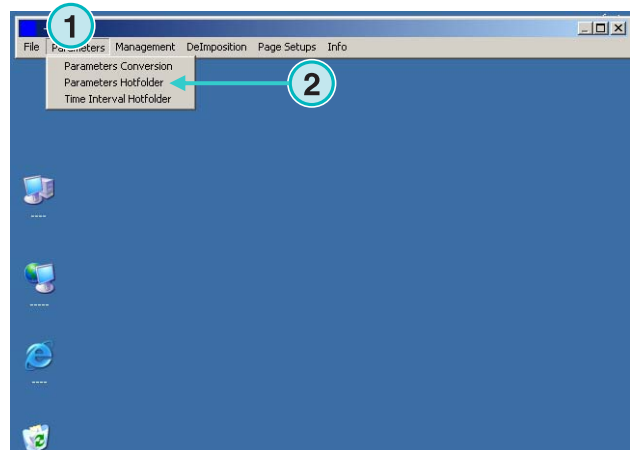 1
File Parameters Management DeImposition Page Setups Info
Parameters Conversion
Parameters Hotfolder
2
Time Interval Hotfolder
----
-----
----